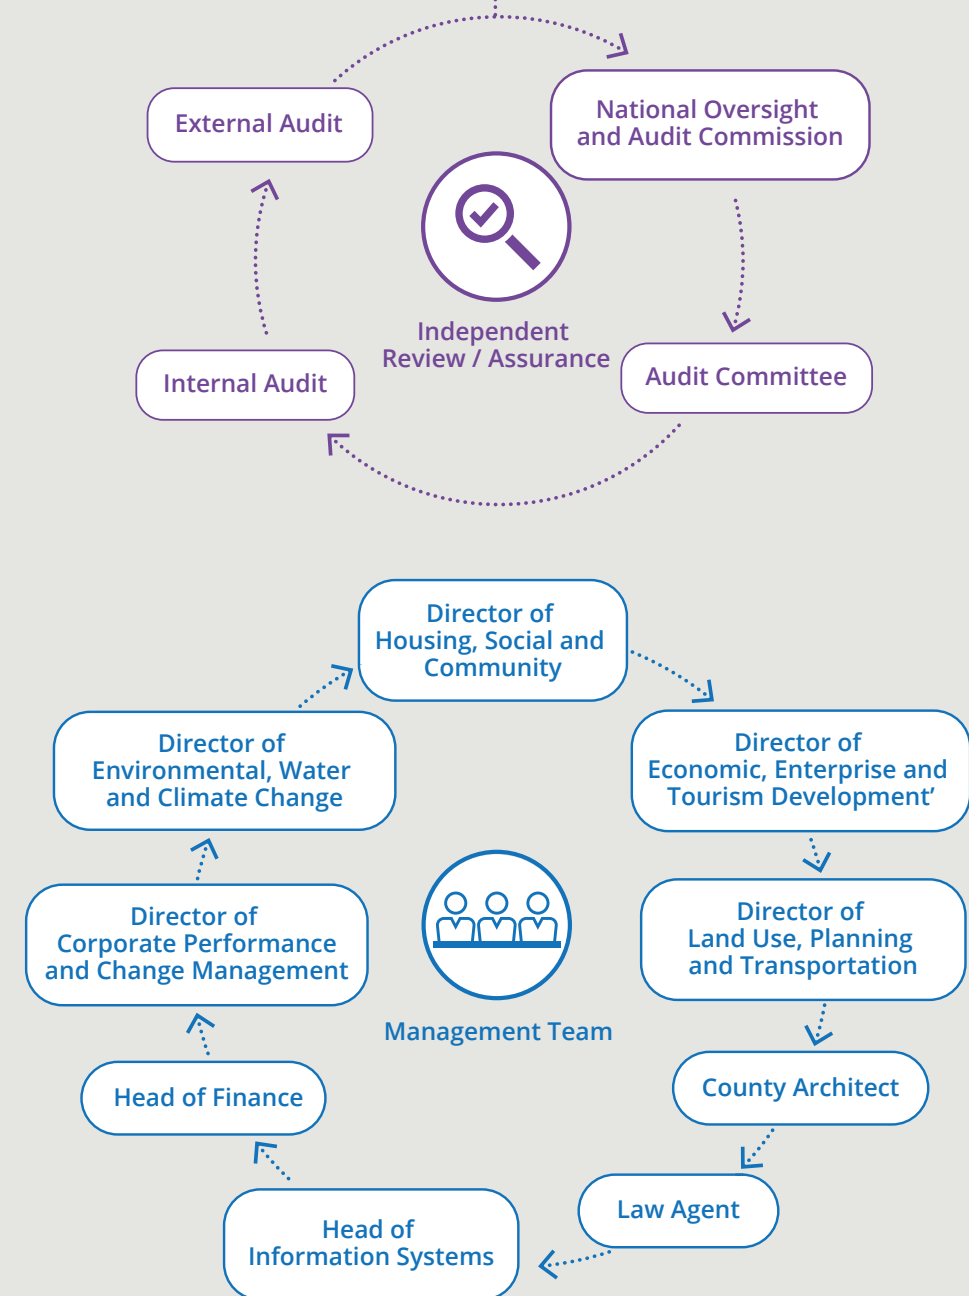 External Audit
National Oversight
and Audit Commission
Independent
Review / Assurance
Internal Audit
Audit Committee
Director of
Housing, Social and
Community
Director of
Environmental, Water
and Climate Change
Director of
Economic, Enterprise and
Tourism Development’
Director of
Corporate Performance
and Change Management
Director of
Land Use, Planning
and Transportation
Management Team
Head of Finance
County Architect
Law Agent
Head of
Information Systems